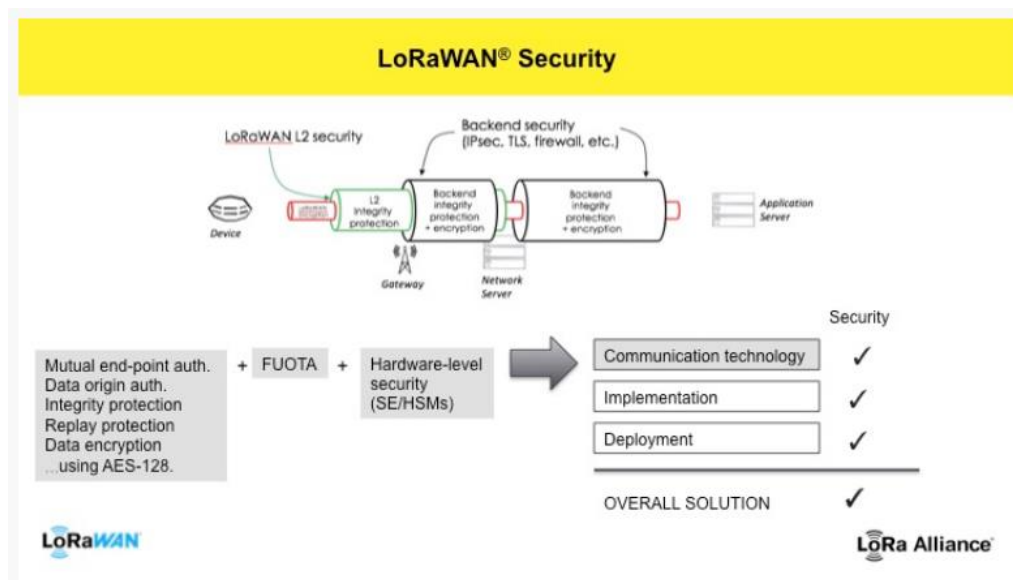 LoRaWAN® Security
LoRaWAN L2 security
Backend security
(IPsec, TLS, firewall, etc.)
L2
Integrity
protection
Backend
integrity
protection
+ encryption
Backend
integrity
protection
+ encryption
Device
Gateway
Network
Server
Application
Server
Mutual end-point auth.
Data origin auth.
Integrity protection
Replay protection
Data encryption
...using AES-128.
+ FUOTA +
Hardware-level
security
(SE/HSMs)
Security
Communication technology ✓
Implementation ✓
Deployment ✓
OVERALL SOLUTION ✓
LoRaWAN
LoRa Alliance®